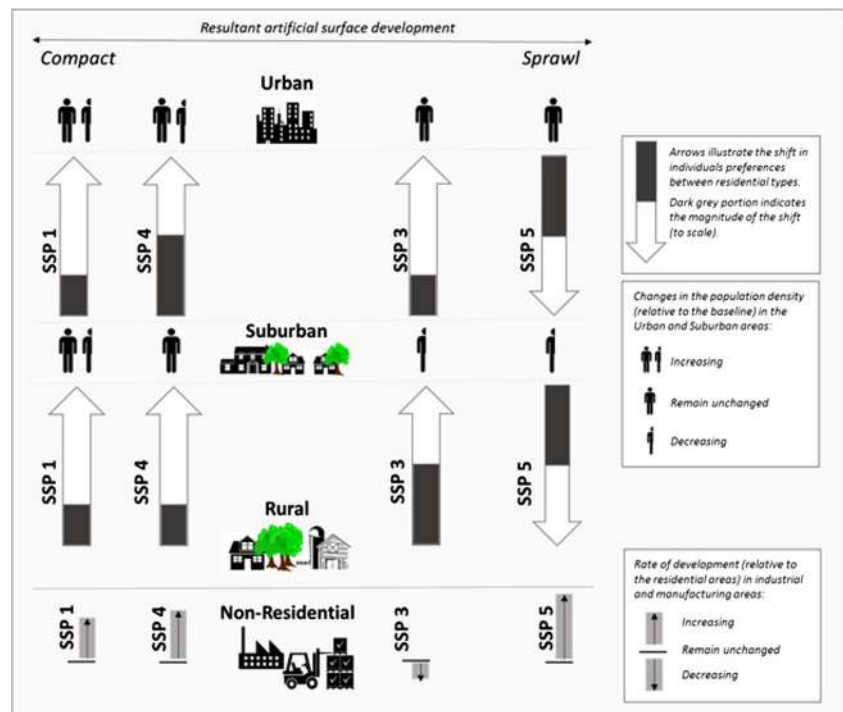 Resultant artificial surface development
Compact
Sprawl
Urban
SSP 1
SSP 4
SSP 3
SSP 5
Arrows illustrate the shift in
individuals preferences
between residential types.
Dark grey portion indicates
the magnitude of the shift
(to scale).
Suburban
Changes in the population density
(relative to the baseline) in the
Urban and Suburban areas:
Increasing
Remain unchanged
Decreasing
SSP 1
SSP 4
SSP 3
SSP 5
Rural
Non-Residential
SSP 1
SSP 4
SSP 3
SSP 5
Rate of development (relative to
the residential areas) in industrial
and manufacturing areas:
Increasing
Remain unchanged
Decreasing